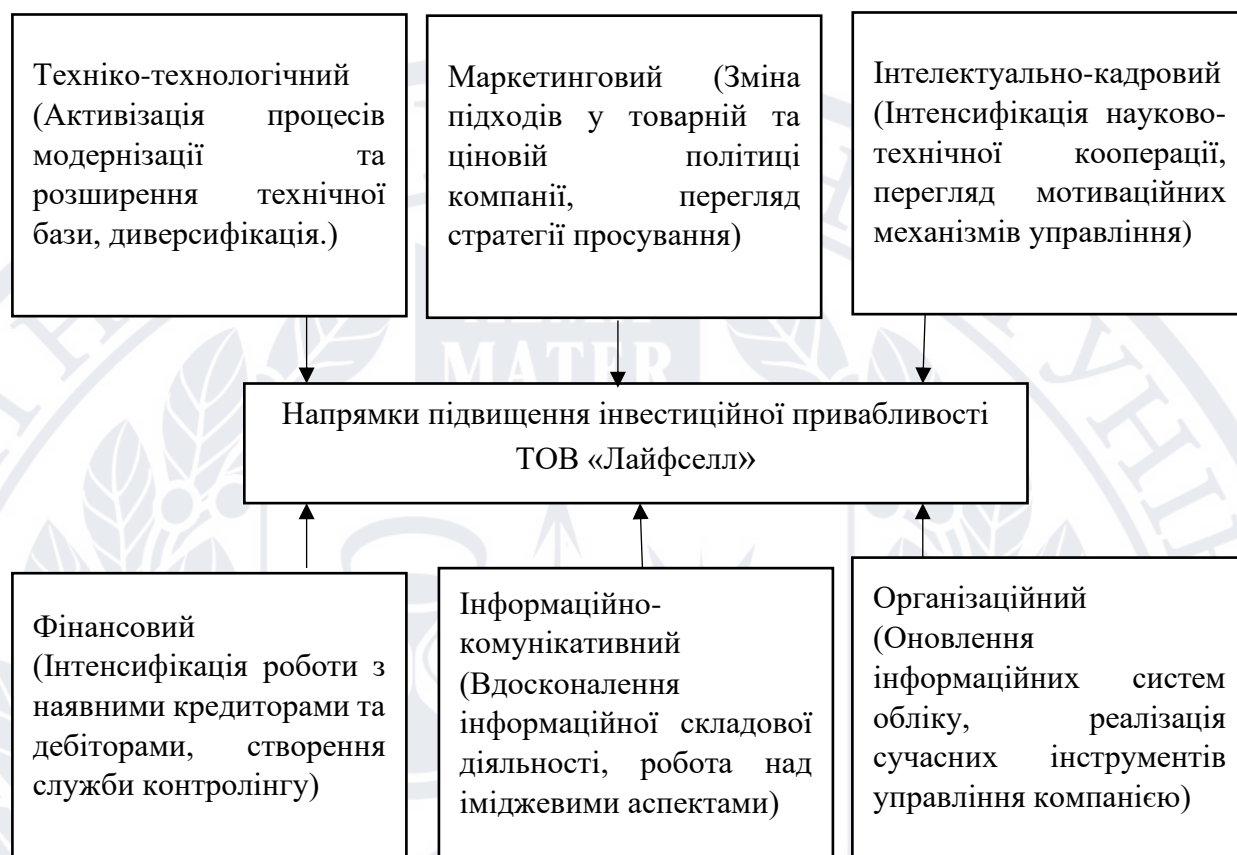 Техніко-технологічний
(Активізація процесів
модернізації та
розширення технічної
бази, диверсифікація.)
Маркетинговий (Зміна
підходів у товарній та
ціновій політиці
компанії, перегляд
стратегії просування)
Інтелектуально-кадровий
(Інтенсифікація науково-
технічної кооперації,
перегляд мотиваційних
механізмів управління)
MATER
Напрямки підвищення інвестиційної привабливості
ТОВ «Лайфселл»
Фінансовий
(Інтенсифікація роботи з
наявними кредиторами та
дебіторами, створення
служби контролінгу)
Інформаційно-
комунікативний
(Вдосконалення
інформаційної складової
діяльності, робота над
іміджевими аспектами)
Організаційний
(Оновлення
інформаційних систем
обліку, реалізація
сучасних інструментів
управління компанією)